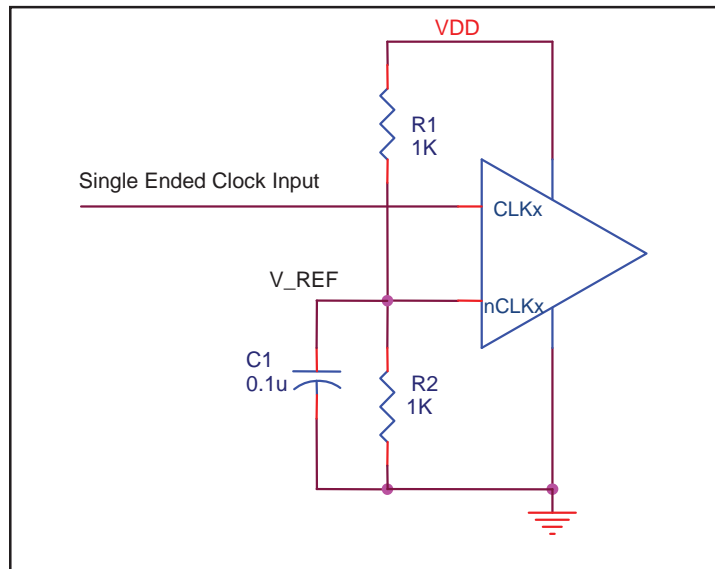 VDD
R1
1K
Single Ended Clock Input
CLKx
V_REF
nCLKx
C1
0.1u
R2
1K